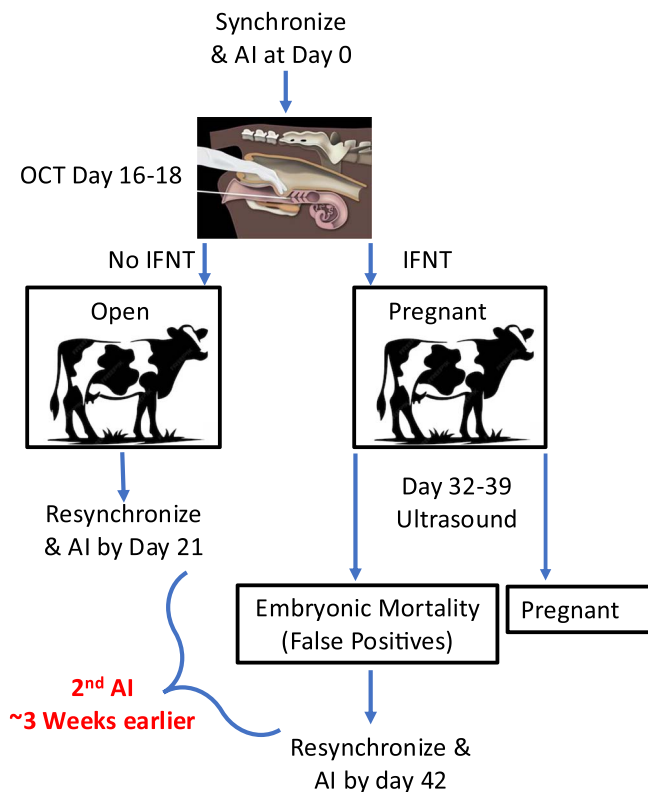 Synchronize
& AI at Day 0
OCT Day 16-18
No IFNT
IFNT
Open
Pregnant
Day 32-39
Ultrasound
Resynchronize
& AI by Day 21
Embryonic Mortality
(False Positives)
Pregnant
2nd AI
~3 Weeks earlier
Resynchronize &
AI by day 42